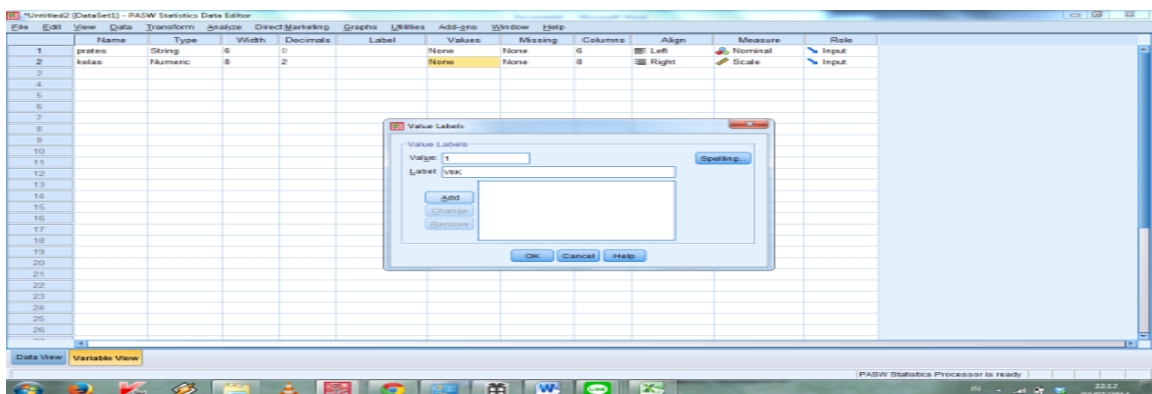 *Untitled2 [DataSet1] - PASW Statistics Data Editor
File Edit View Data Transform Analyze Direct Marketing Graphs Utilities Add-ons Window Help
Name Type Width Decimals Label Values Missing Columns Align Measure Role
1 prates String 6 0 None None 6 Left Nominal Input
2 kelas Numeric 8 2 None None 8 Right Scale Input
3
4
5
6
7
8
9
10
11
12
13
14
15
16
17
18
19
20
21
22
23
24
25
26
Value Labels
Value Labels
Value: 1
Spelling...
Label:
Add
Change
Remove
OK Cancel Help
Data View Variable View
PASW Statistics Processor is ready
IN 22:12